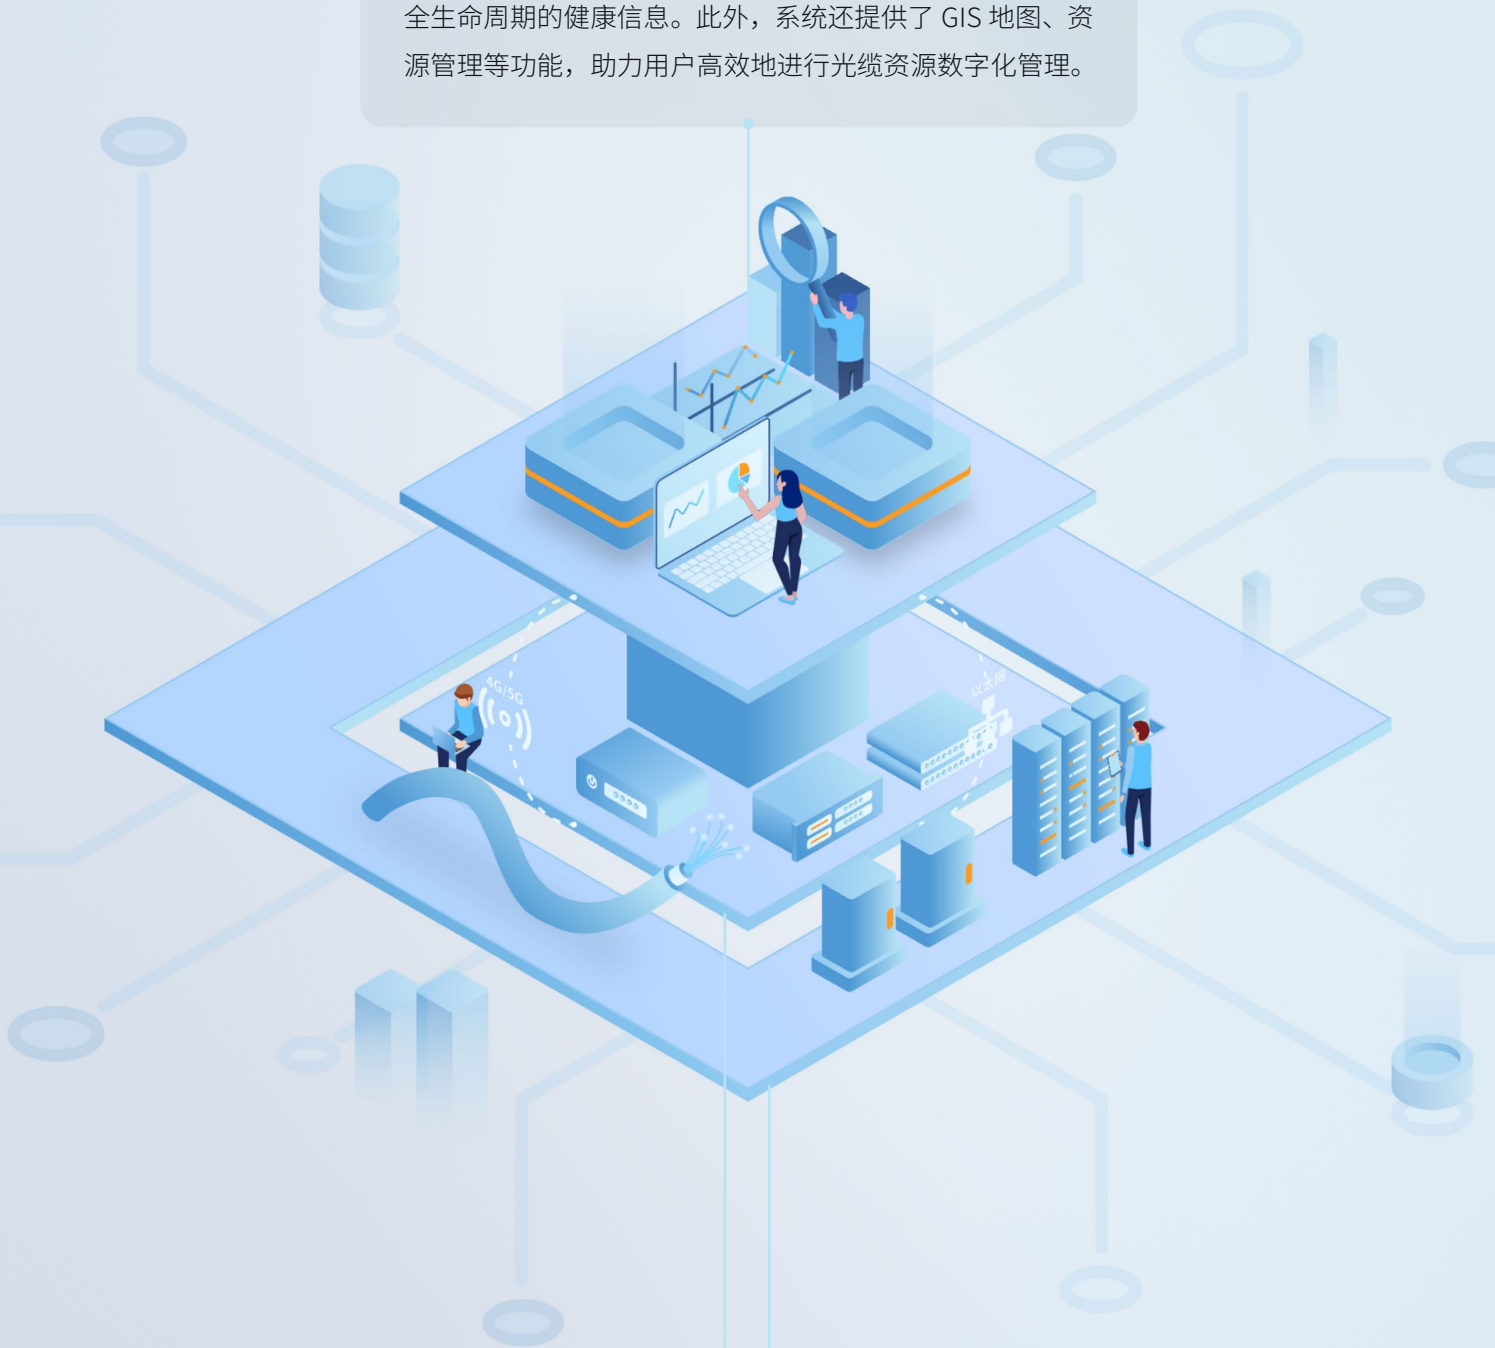 全生命周期的健康信息。此外，系统还提供了 GIS 地图、资
源管理等功能，助力用户高效地进行光缆资源数字化管理。
4G/5G
以太网